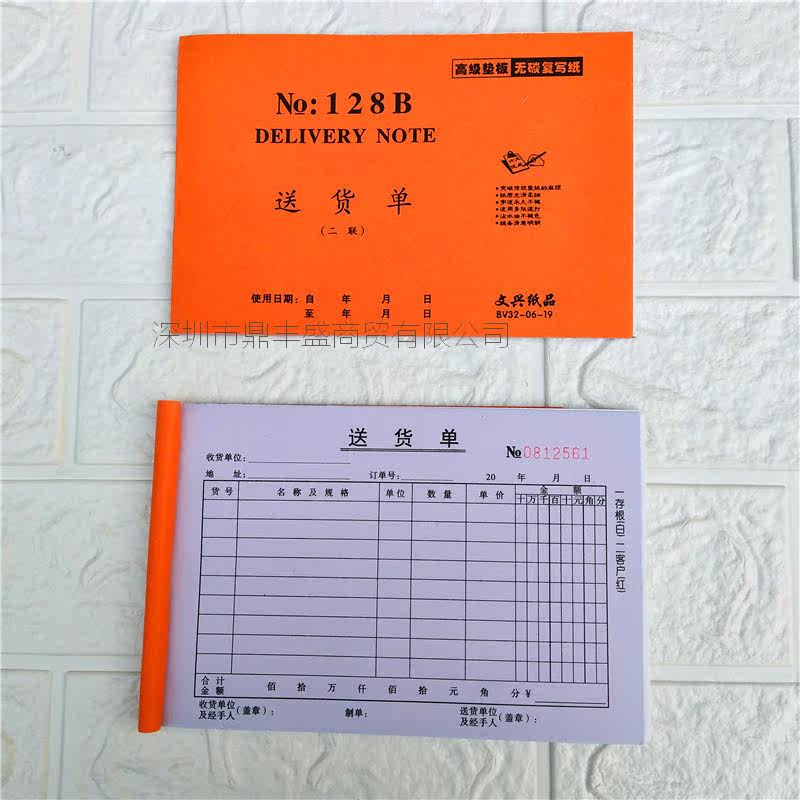 高级垫板 无碳复写纸
No:128B
DELIVERY NOTE
送 货 单
(二 联)
使用日期: 自 年 月 日
至 年 月 日
文兴纸品
BV32-06-19
深圳市鼎丰盛商贸有限公司
送 货 单
收货单位:
No 0812561
地 址: 订单号: 20 年 月 日
货 号 名 称 及 规 格 单 位 数 量 单 价 金 额
十 万 千 百 十 元 角 分
一存根(白) 二客户(红)
合 计
金 额 佰 拾 万 仟 佰 拾 元 角 分 ¥
收货单位
及经手人 (盖章): 制单: 送货单位
及经手人 (盖章):